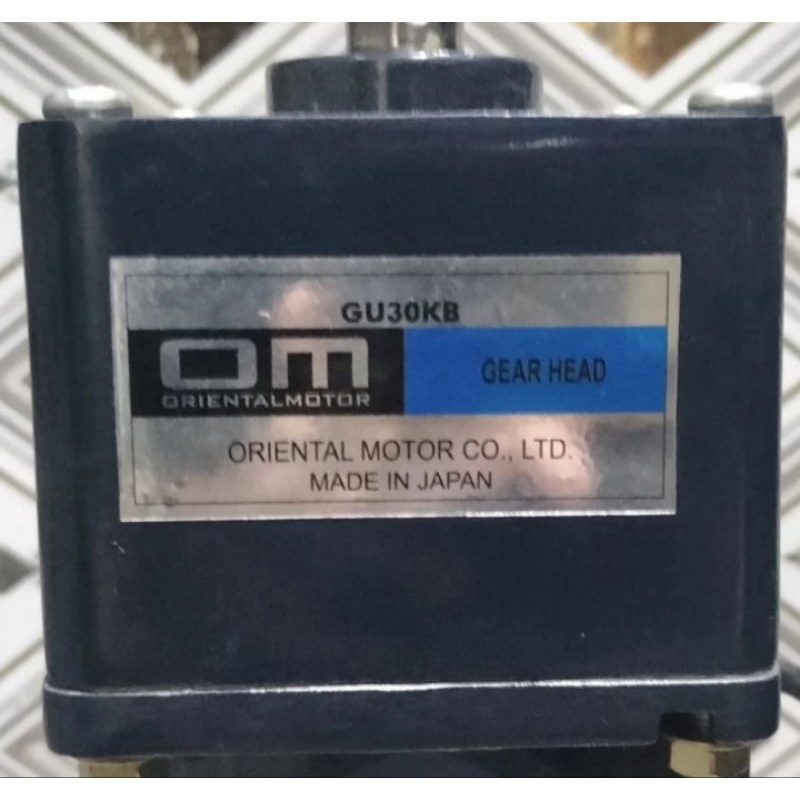 GU30KB
OM
ORIENTALMOTOR
GEAR HEAD
ORIENTAL MOTOR CO., LTD.
MADE IN JAPAN